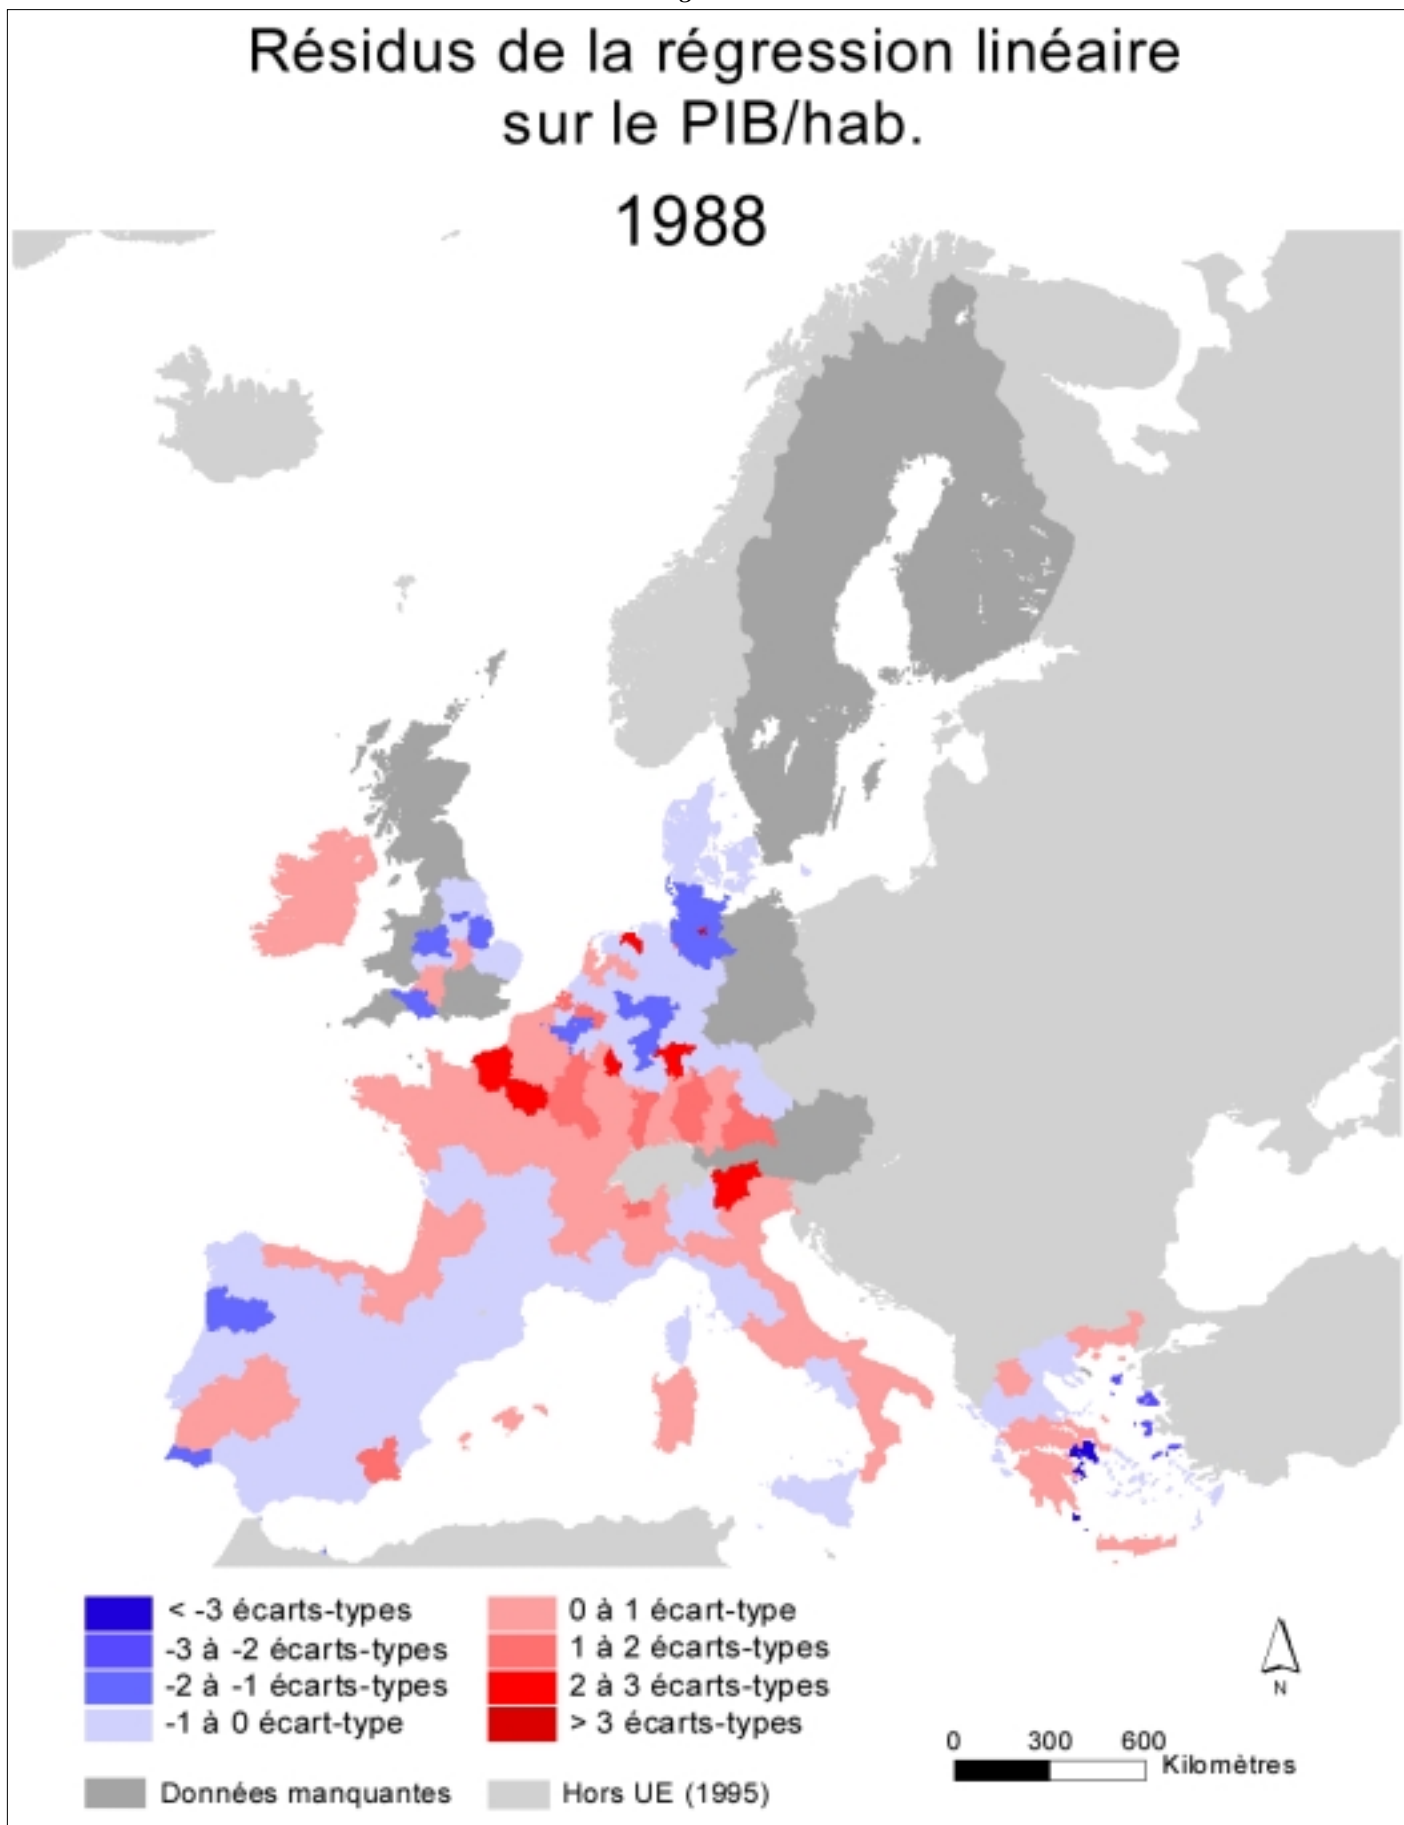 Résidus de la régression linéaire
sur le PIB/hab.
1988
< -3 écarts-types
-3 à -2 écarts-types
-2 à -1 écarts-types
-1 à 0 écart-type
0 à 1 écart-type
1 à 2 écarts-types
2 à 3 écarts-types
> 3 écarts-types
Données manquantes
Hors UE (1995)
N
0 300 600
Kilomètres